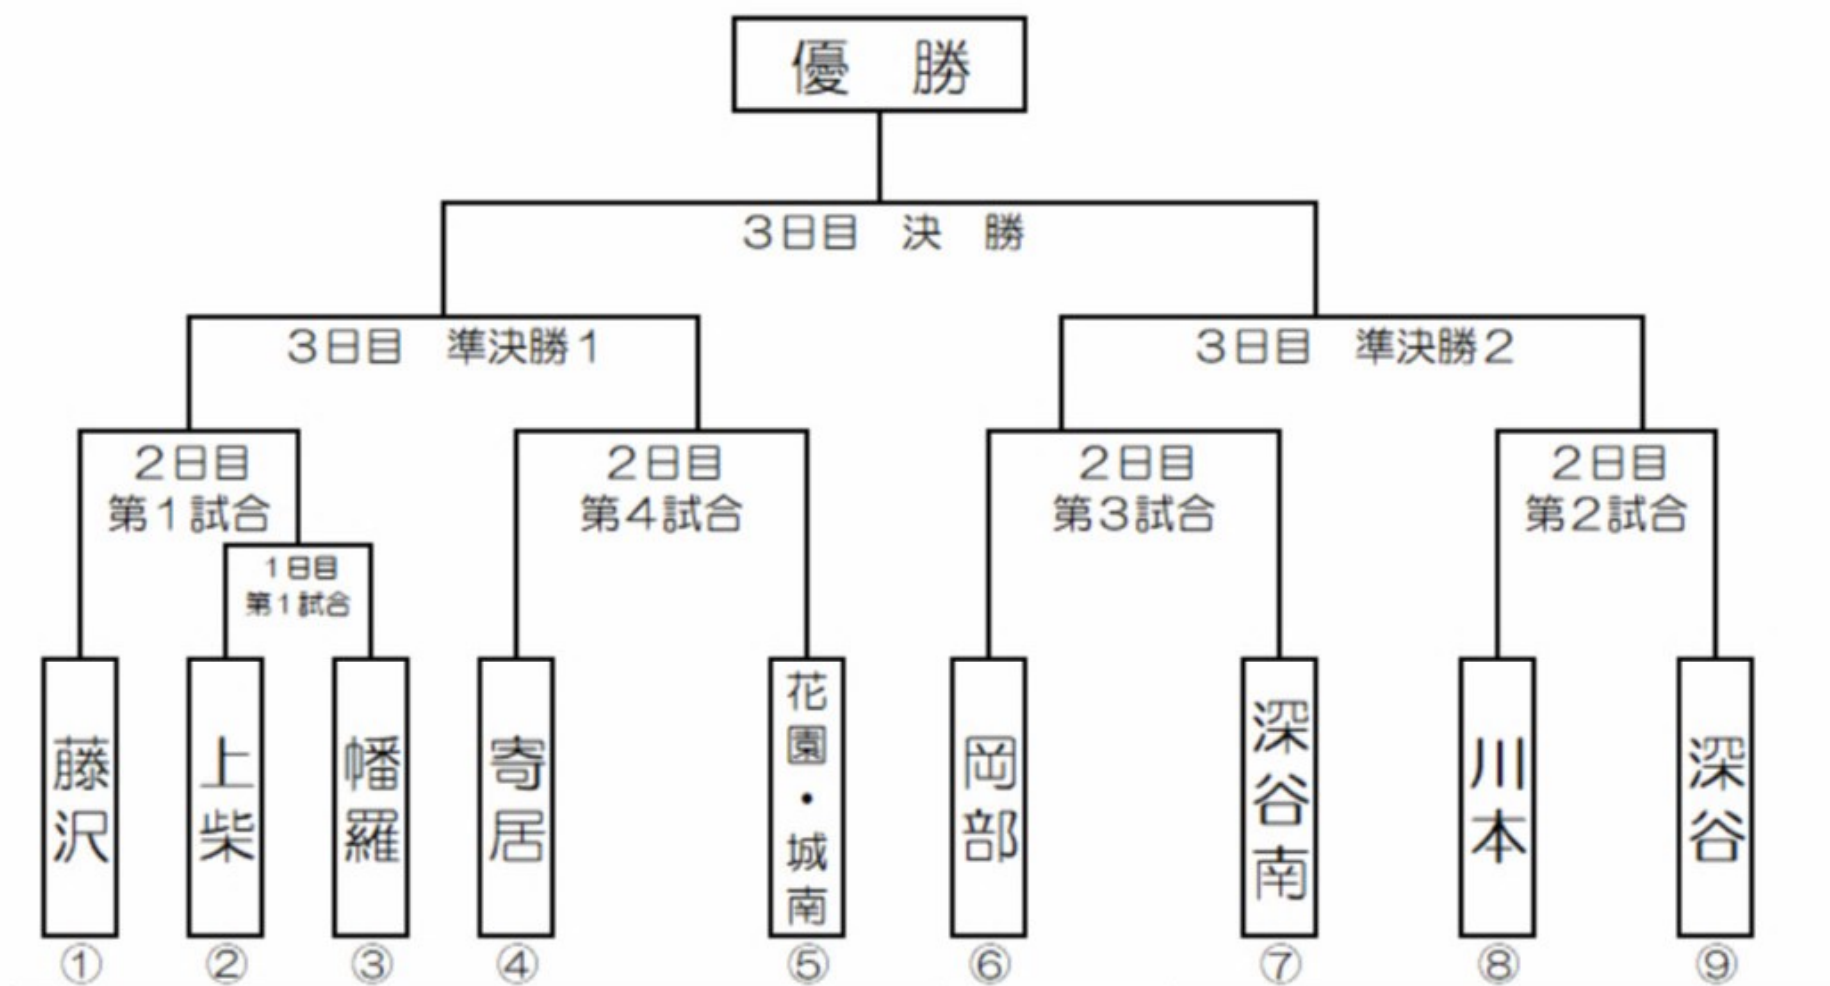 優　勝
3日目　決　勝
3日目　準決勝1
3日目　準決勝2
2日目
第1試合
2日目
第4試合
2日目
第3試合
2日目
第2試合
1日目
第1試合
藤沢
上柴
幡羅
寄居
花園・城南
岡部
深谷南
川本
深谷
①
②
③
④
⑤
⑥
⑦
⑧
⑨